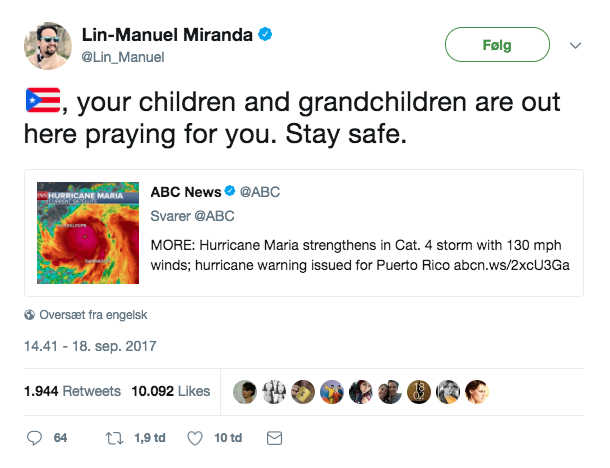 Lin-Manuel Miranda
@Lin_Manuel
Følg
🇵🇷, your children and grandchildren are out
here praying for you. Stay safe.
HURRICANE MARIA
CURRENT SATELLITE
ABC News @ABC
Svarer @ABC
MORE: Hurricane Maria strengthens in Cat. 4 storm with 130 mph
winds; hurricane warning issued for Puerto Rico abcn.ws/2xcU3Ga
Oversæt fra engelsk
14.41 - 18. sep. 2017
1.944 Retweets 10.092 Likes
64 1,9 td 10 td